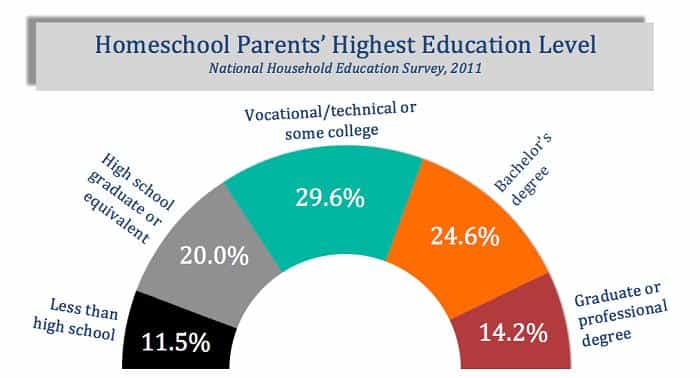 Homeschool Parents’ Highest Education Level
National Household Education Survey, 2011
Vocational/technical or
some college
29.6%
High school
graduate or
equivalent
20.0%
Bachelor's
degree
24.6%
Less than
high school
11.5%
Graduate or
professional
degree
14.2%